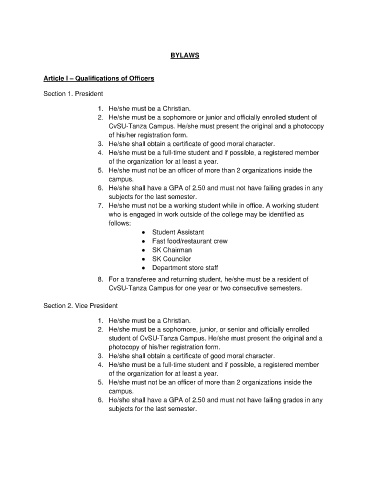 BYLAWS
Article I – Qualifications of Officers
Section 1. President
1. He/she must be a Christian.
2. He/she must be a sophomore or junior and officially enrolled student of
CvSU-Tanza Campus. He/she must present the original and a photocopy
of his/her registration form.
3. He/she shall obtain a certificate of good moral character.
4. He/she must be a full-time student and if possible, a registered member
of the organization for at least a year.
5. He/she must not be an officer of more than 2 organizations inside the
campus.
6. He/she shall have a GPA of 2.50 and must not have failing grades in any
subjects for the last semester.
7. He/she must not be a working student while in office. A working student
who is engaged in work outside of the college may be identified as
follows:
● Student Assistant
● Fast food/restaurant crew
● SK Chairman
● SK Councilor
● Department store staff
8. For a transferee and returning student, he/she must be a resident of
CvSU-Tanza Campus for one year or two consecutive semesters.
Section 2. Vice President
1. He/she must be a Christian.
2. He/she must be a sophomore, junior, or senior and officially enrolled
student of CvSU-Tanza Campus. He/she must present the original and a
photocopy of his/her registration form.
3. He/she shall obtain a certificate of good moral character.
4. He/she must be a full-time student and if possible, a registered member
of the organization for at least a year.
5. He/she must not be an officer of more than 2 organizations inside the
campus.
6. He/she shall have a GPA of 2.50 and must not have failing grades in any
subjects for the last semester.